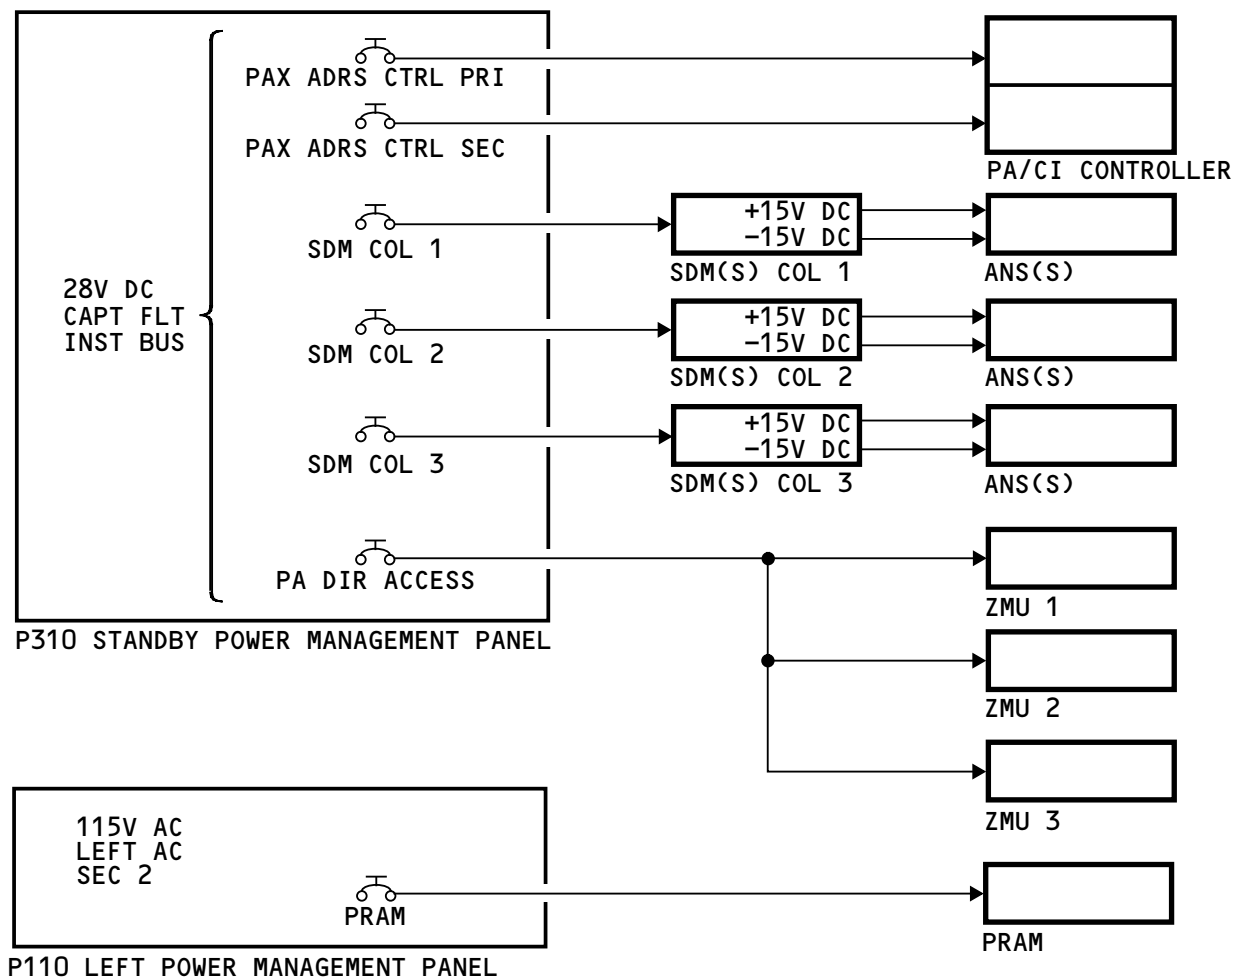 PAX ADRS CTRL PRI
PAX ADRS CTRL SEC
PA/CI CONTROLLER
+15V DC
-15V DC
SDM COL 1
SDM(S) COL 1
ANS(S)
28V DC
CAPT FLT
INST BUS
+15V DC
-15V DC
SDM COL 2
SDM(S) COL 2
ANS(S)
+15V DC
-15V DC
SDM COL 3
SDM(S) COL 3
ANS(S)
PA DIR ACCESS
ZMU 1
P310 STANDBY POWER MANAGEMENT PANEL
ZMU 2
ZMU 3
115V AC
LEFT AC
SEC 2
PRAM
PRAM
P110 LEFT POWER MANAGEMENT PANEL